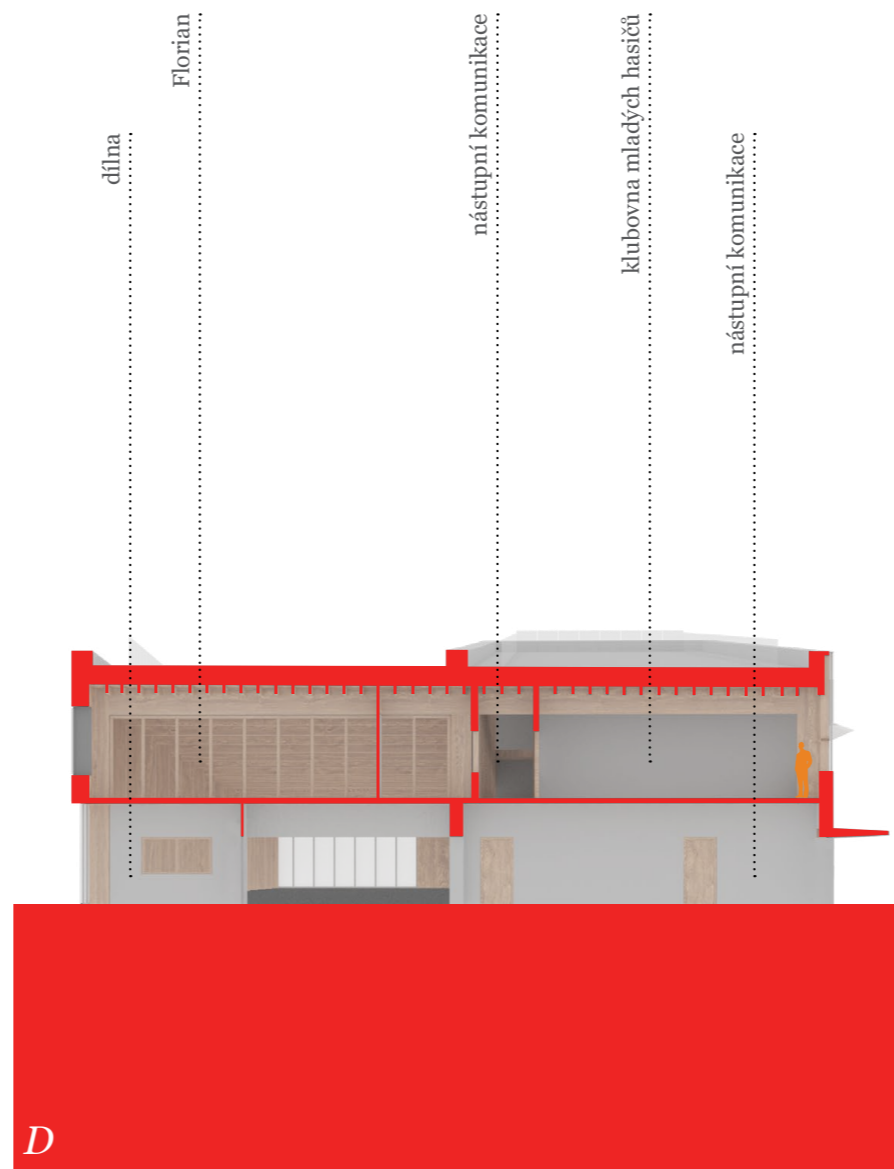 dílna
Florian
nástupní komunikace
klubovna mladých hasičů
nástupní komunikace
D